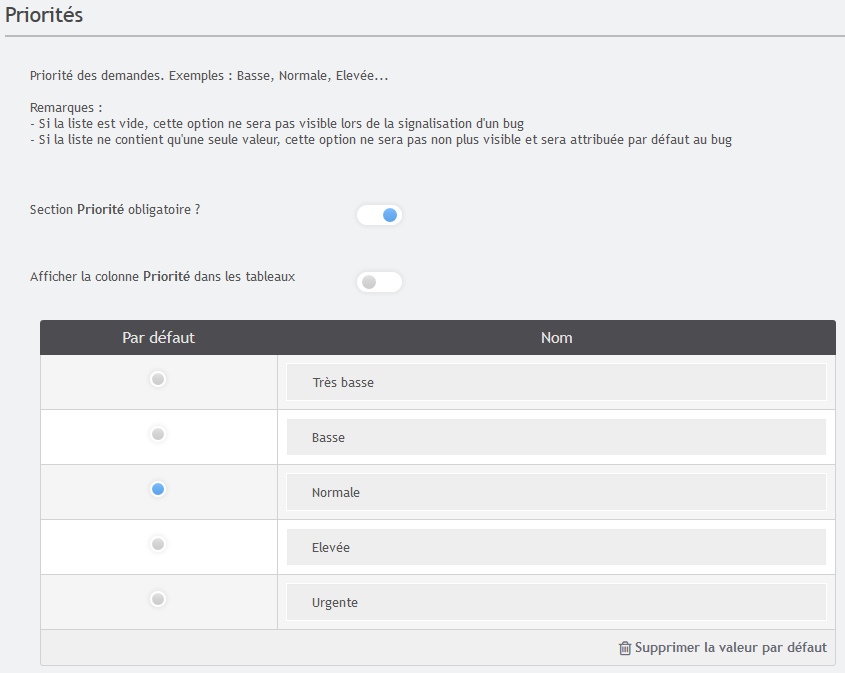 Priorités
Priorité des demandes. Exemples : Basse, Normale, Elevée...
Remarques :
- Si la liste est vide, cette option ne sera pas visible lors de la signalisation d'un bug
- Si la liste ne contient qu'une seule valeur, cette option ne sera pas non plus visible et sera attribuée par défaut au bug
Section Priorité obligatoire ?
Afficher la colonne Priorité dans les tableaux
Par défaut Nom
Très basse
Basse
Normale
Elevée
Urgente
Supprimer la valeur par défaut